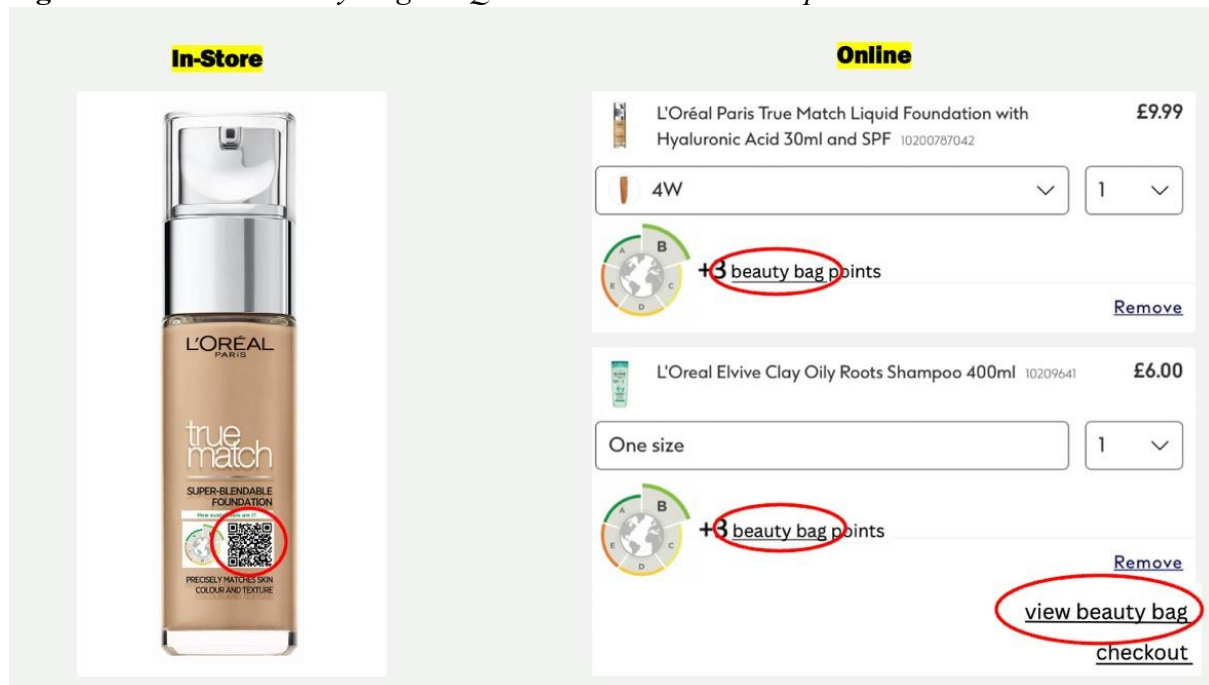 In-Store
L'ORÉAL
PARIS
true
match
SUPER-BLENDABLE
FOUNDATION
A
B
C
D
E
PRECISELY MATCHES SKIN
COLOUR AND TEXTURE
Online
L'Oréal Paris True Match Liquid Foundation with £9.99
Hyaluronic Acid 30ml and SPF 10200787042
4W 1
A
B
C
D
E
+3 beauty bag points
Remove
L'Oreal Elvive Clay Oily Roots Shampoo 400ml 10209641 £6.00
One size 1
A
B
C
D
E
+3 beauty bag points
Remove
view beauty bag
checkout